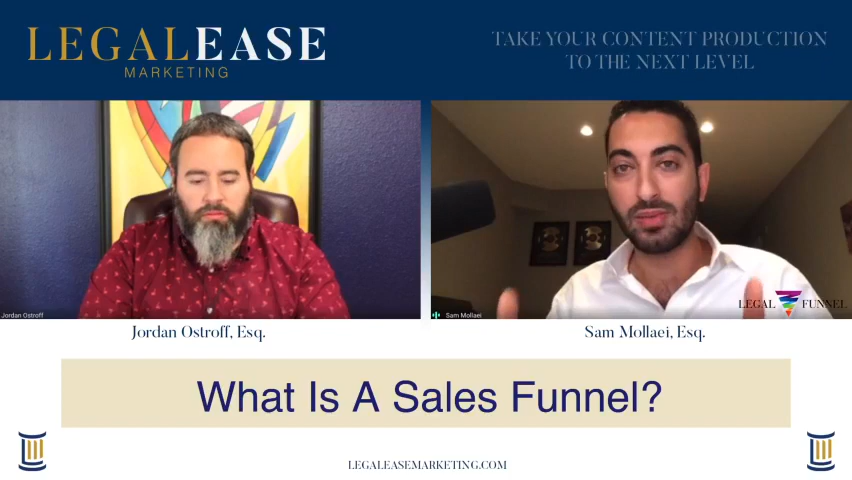 LEGALEASE
MARKETING
TAKE YOUR CONTENT PRODUCTION
TO THE NEXT LEVEL
Jordan Ostroff
Sam Mollaei
LEGAL FUNNEL
Jordan Ostroff, Esq.
Sam Mollaei, Esq.
What Is A Sales Funnel?
LEGALEASEMARKETING.COM